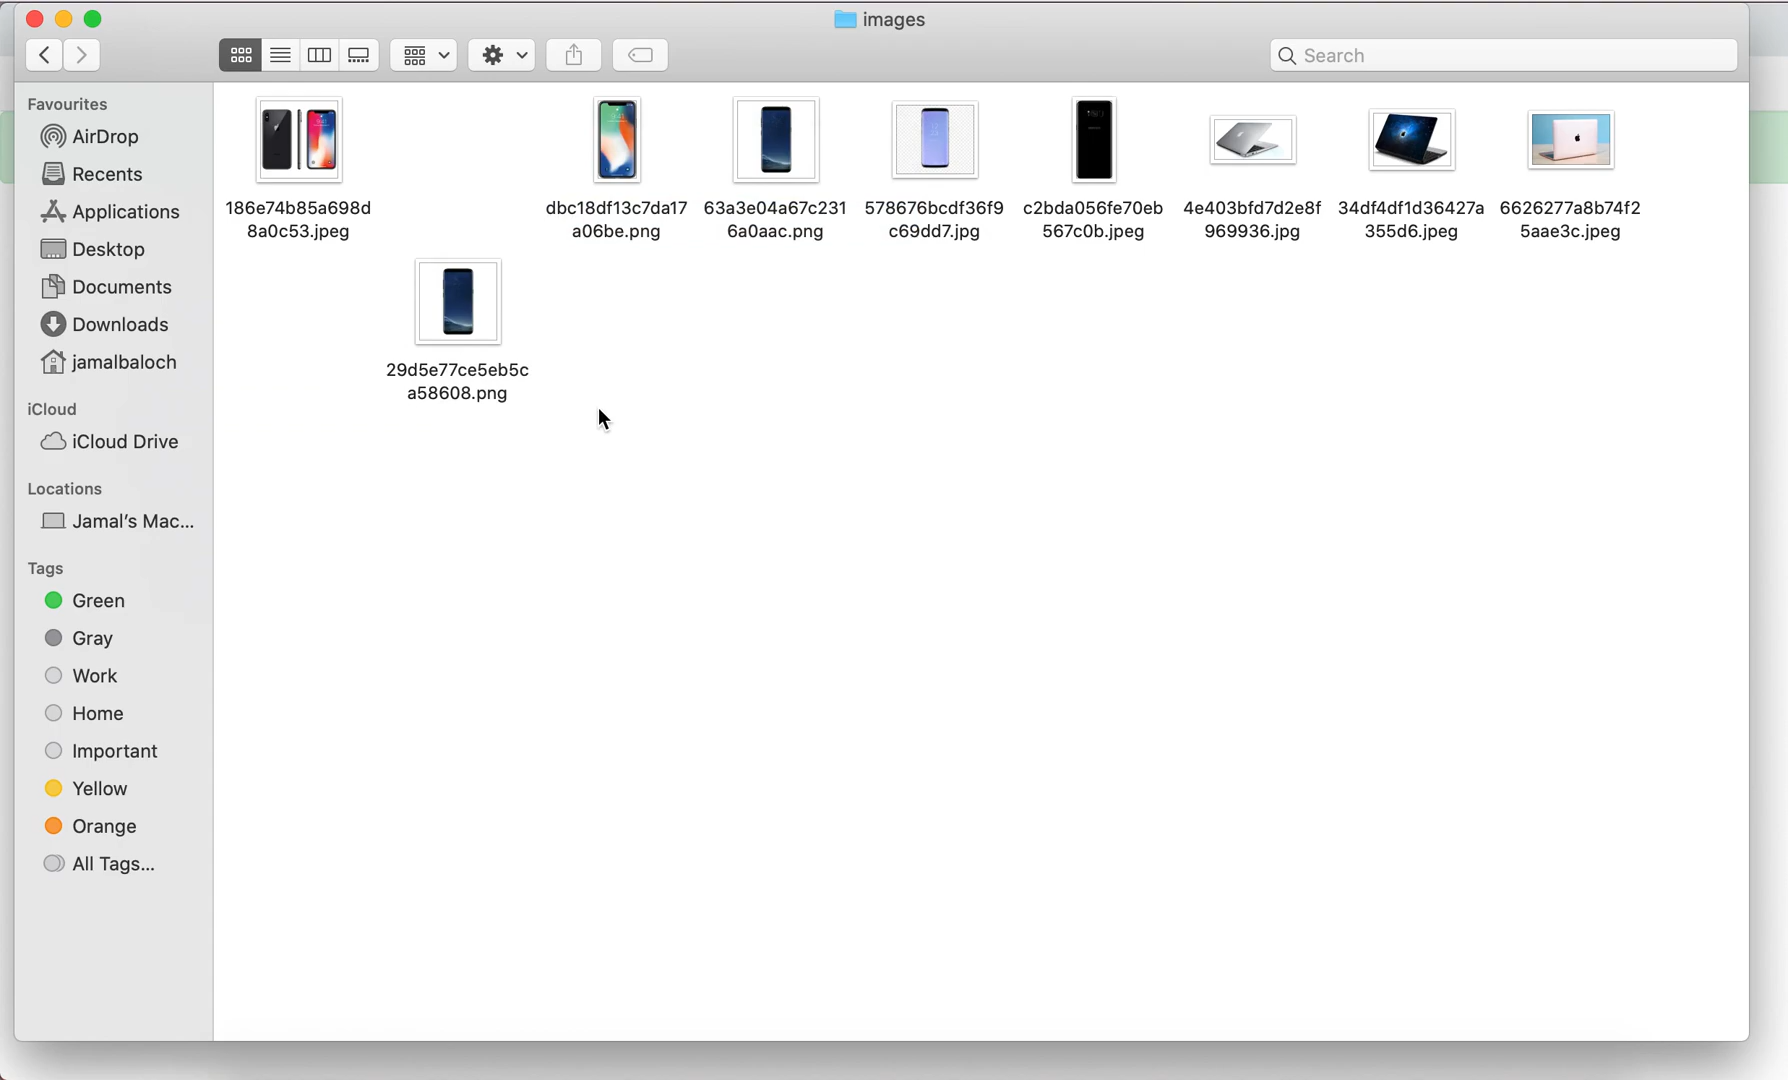 images
Search
Favourites
AirDrop
Recents
Applications
Desktop
Documents
Downloads
jamalbaloch
iCloud
iCloud Drive
Locations
Jamal's Mac...
Tags
Green
Gray
Work
Home
Important
Yellow
Orange
All Tags...
186e74b85a698d
8a0c53.jpeg
dbc18df13c7da17
a06be.png
63a3e04a67c231
6a0aac.png
578676bcdf36f9
c69dd7.jpg
c2bda056fe70eb
567c0b.jpeg
4e403bfd7d2e8f
969936.jpg
34df4df1d36427a
355d6.jpeg
6626277a8b74f2
5aae3c.jpeg
29d5e77ce5eb5c
a58608.png